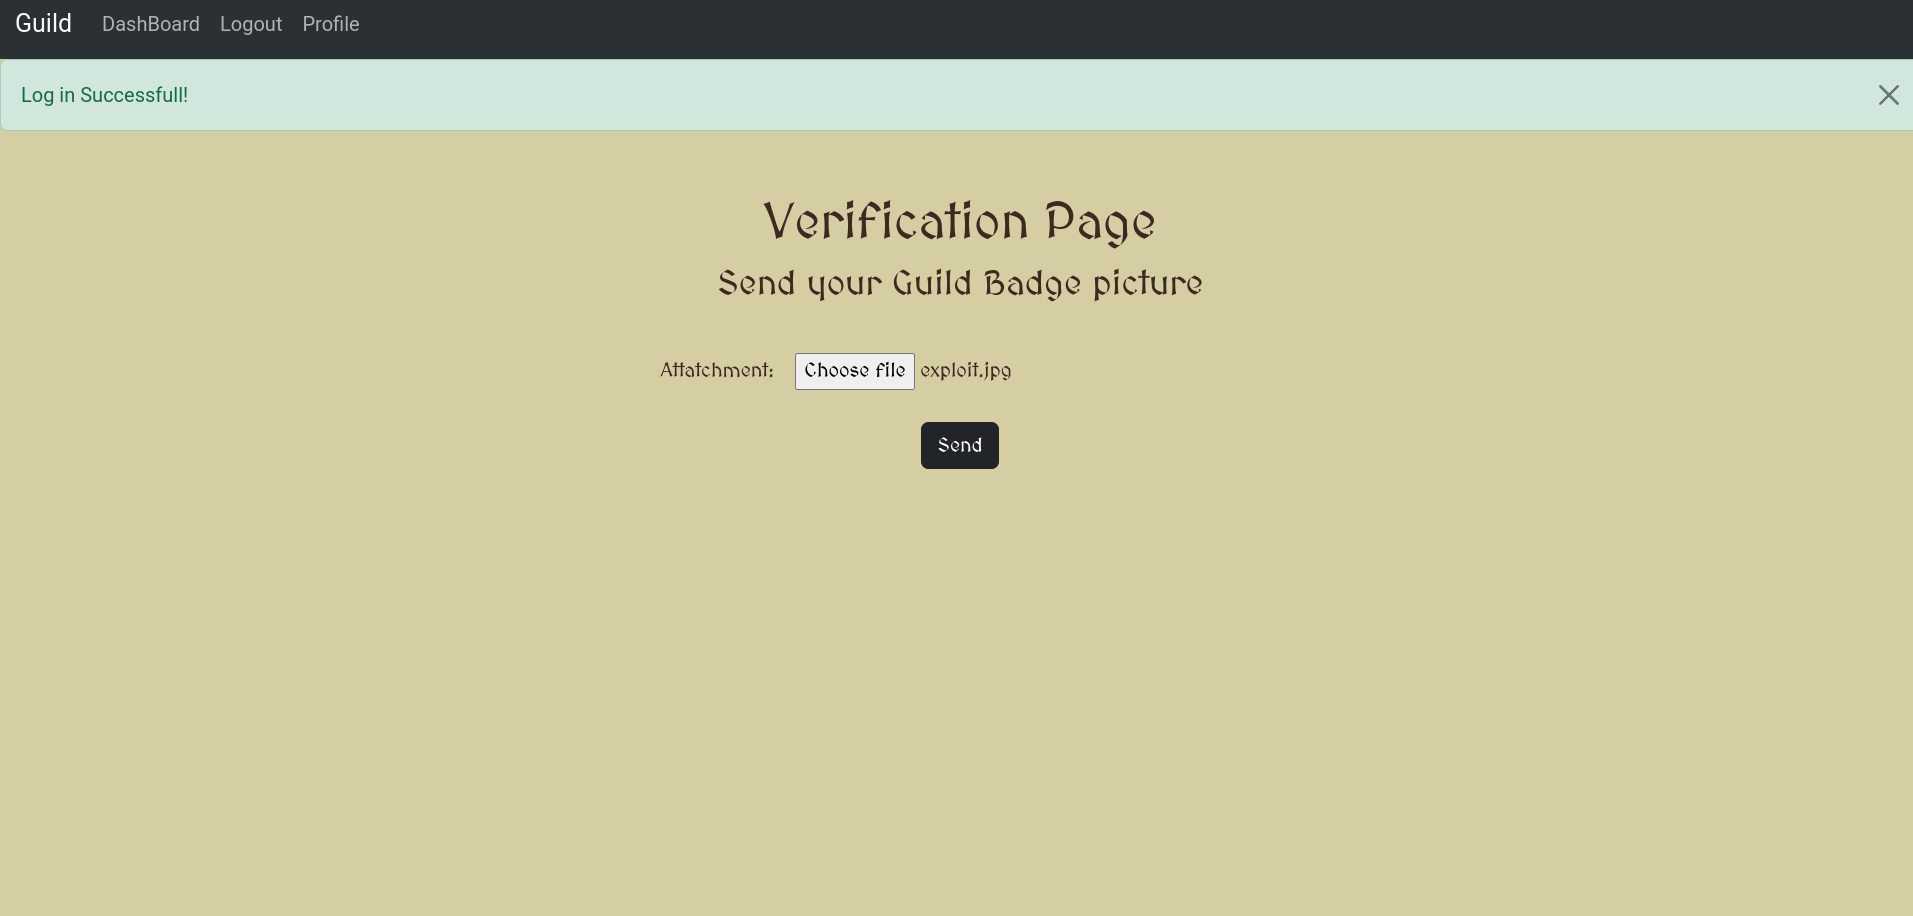 Guild DashBoard Logout Profile
Log in Successfull!
Verification Page
Send your Guild Badge picture
Attatchment: Choose file exploit.jpg
Send